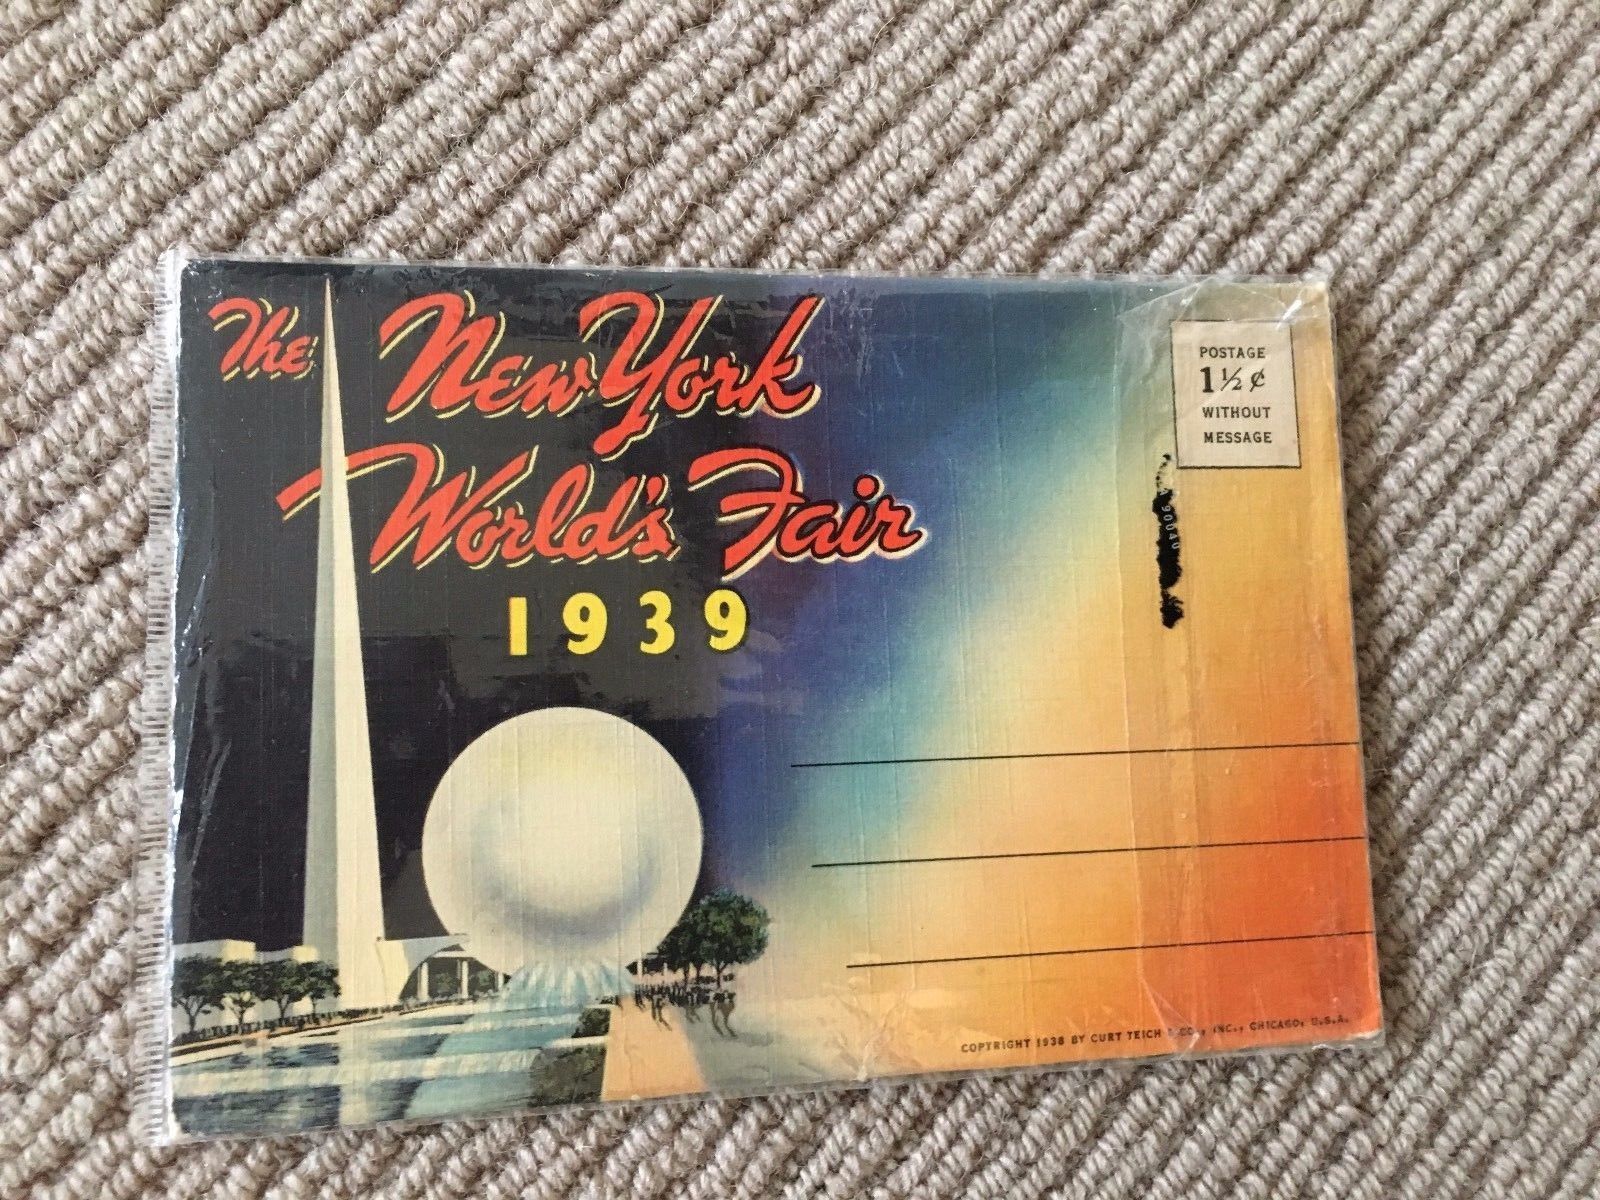 The New York
World's Fair
1939
POSTAGE
1½¢
WITHOUT
MESSAGE
90040
COPYRIGHT 1938 BY CURT TEICH & CO., INC., CHICAGO, U.S.A.